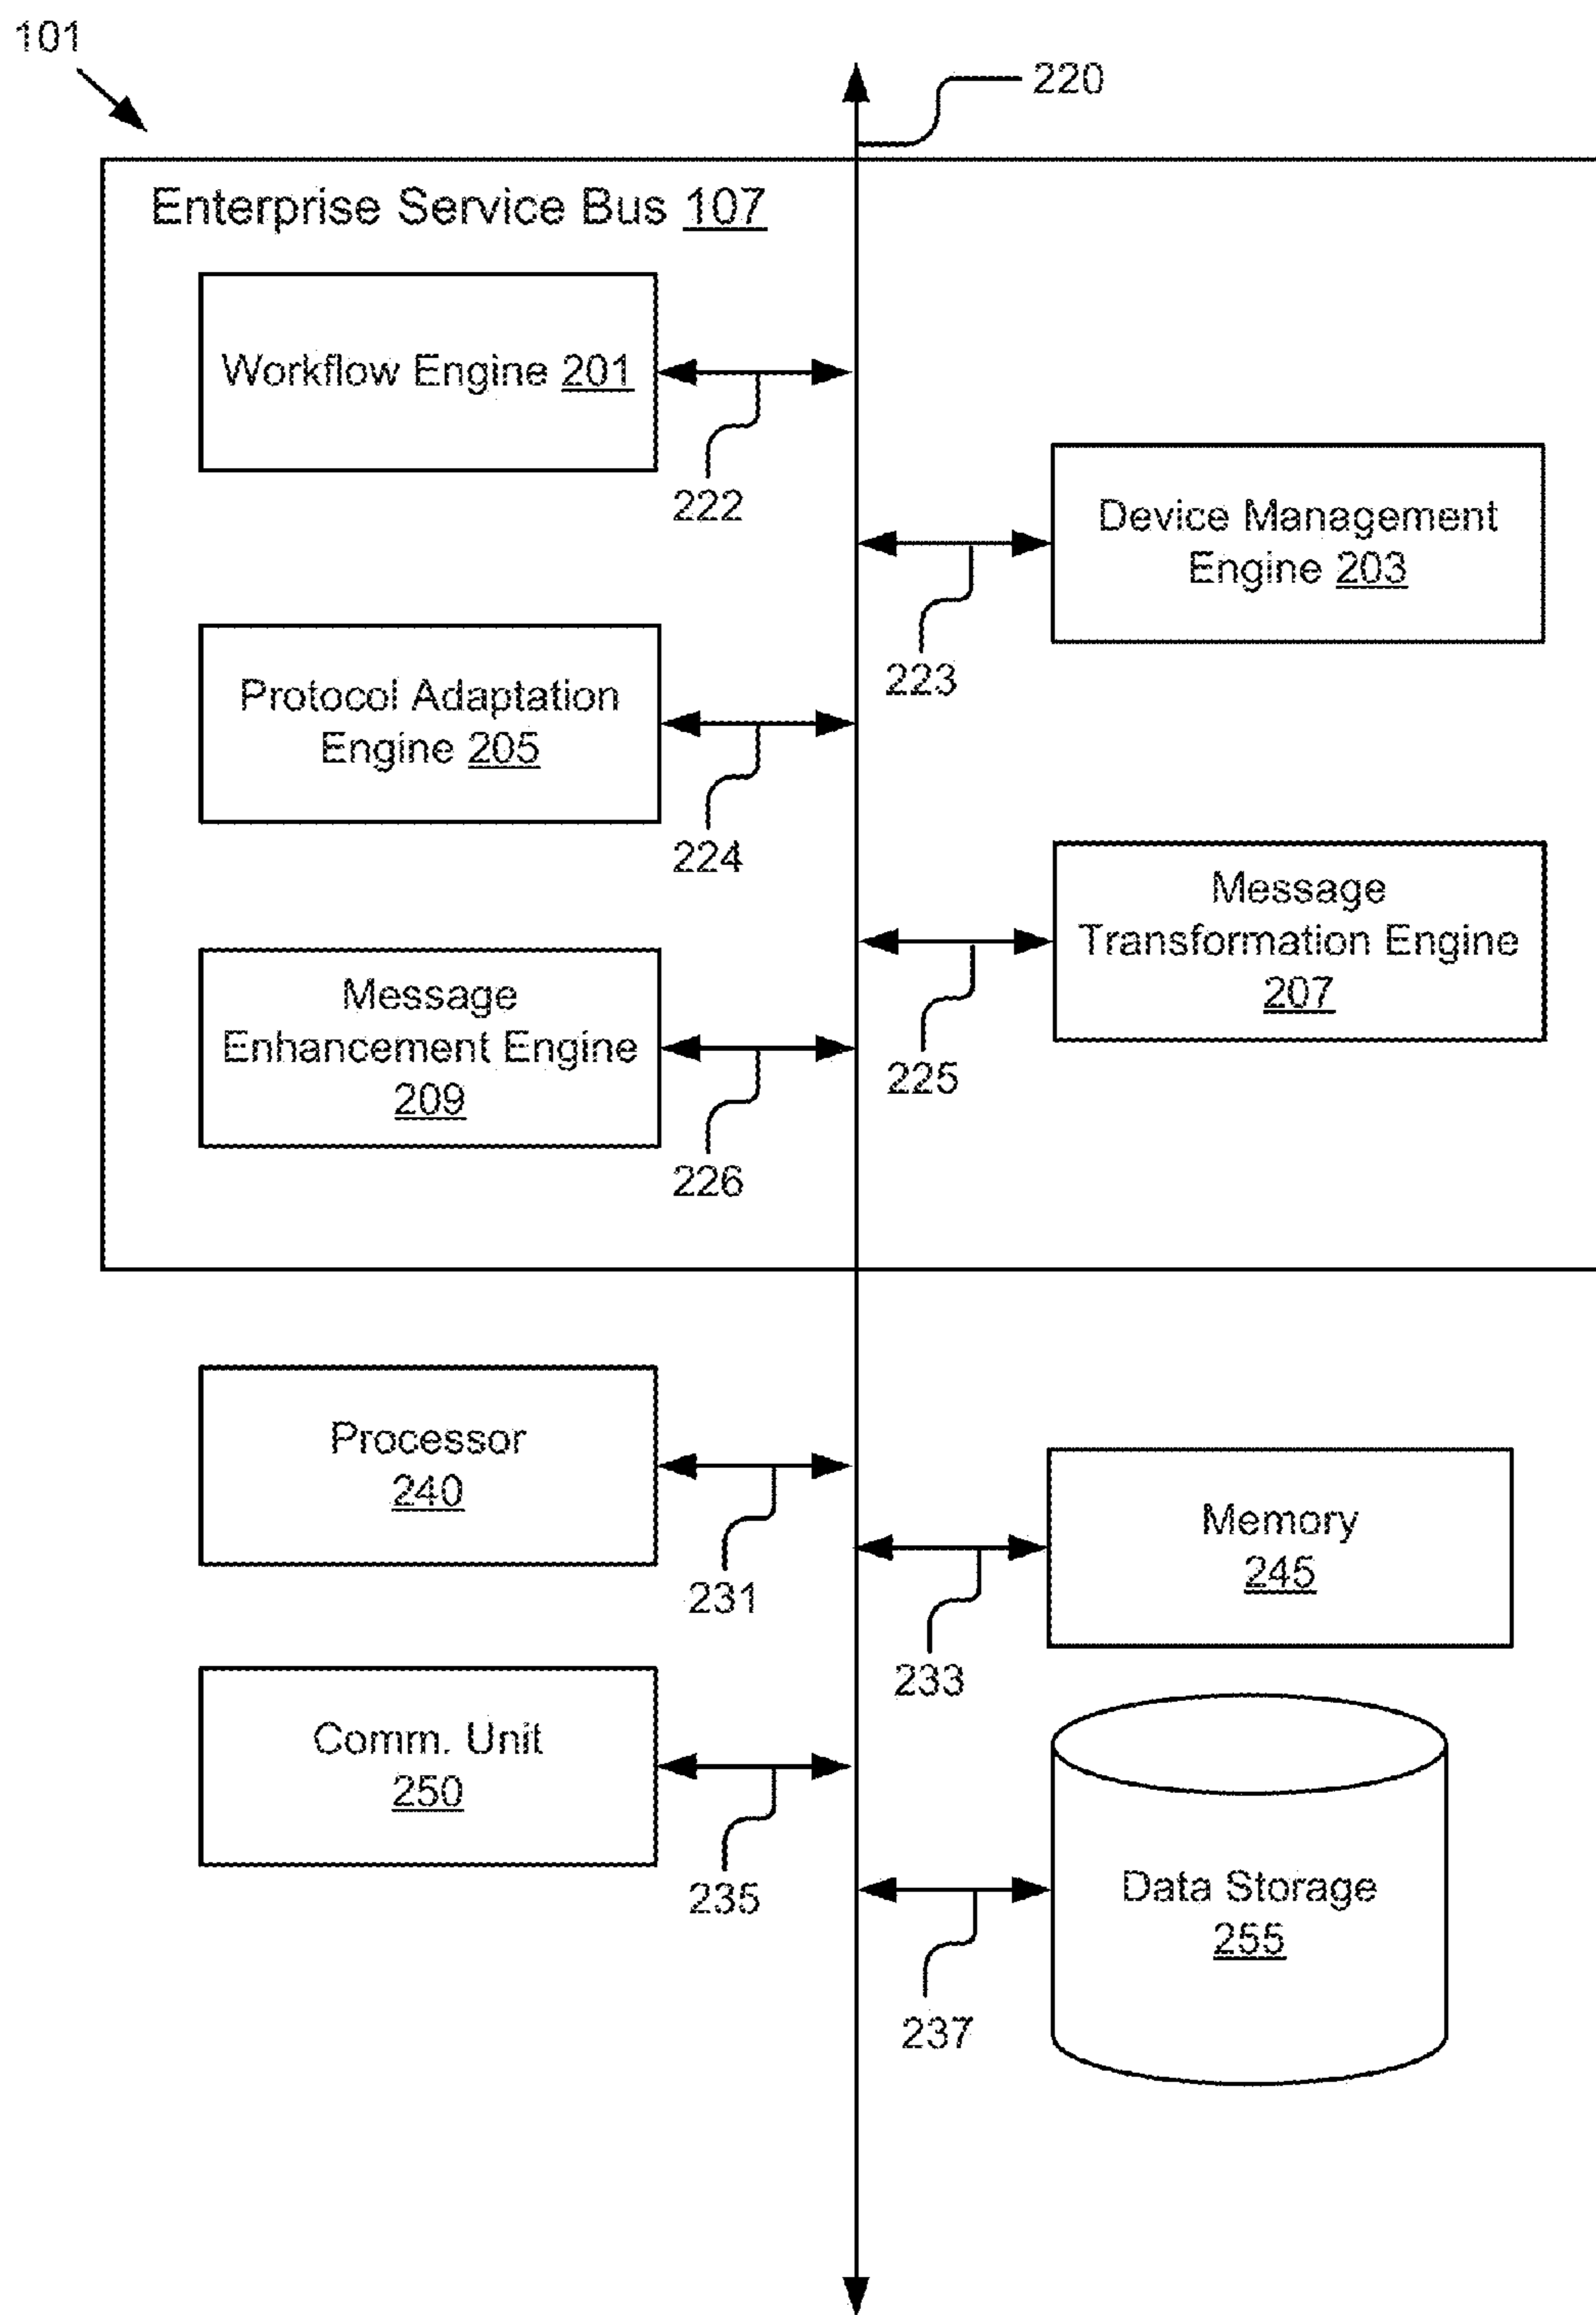 101
220
Enterprise Service Bus 107
Workflow Engine 201
222
Device Management
Engine 203
223
Protocol Adaptation
Engine 205
224
Message
Transformation Engine
207
225
Message
Enhancement Engine
209
226
Processor
240
231
Memory
245
233
Comm. Unit
250
235
Data Storage
255
237